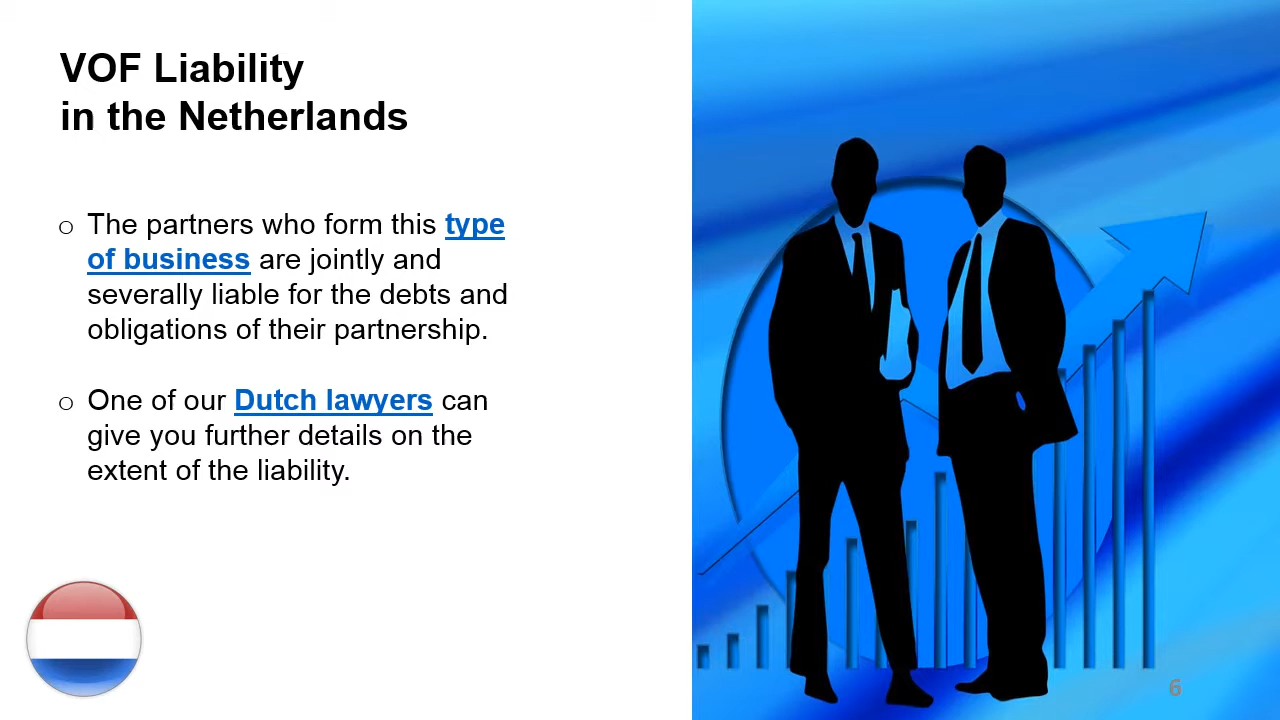 VOF Liability
in the Netherlands
o The partners who form this type
of business are jointly and
severally liable for the debts and
obligations of their partnership.
o One of our Dutch lawyers can
give you further details on the
extent of the liability.
6